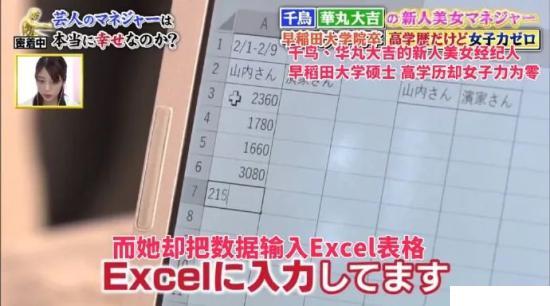 密着中
芸人のマネジャーは
本当に幸せなのか?
千鳥 華丸大吉の新人美女マネジャー
早稲田大学院卒 高学歴だけど女子力ゼロ
千鸟、华丸大吉的新人美女经纪人
早稻田大学硕士 高学历却女子力为零
1 2/1-2/9
2 山内さん 濱家さん 山内さん 濱家さん
3 2360
4 1780
5 1660
6 3080
7 215
而她却把数据输入Excel表格
Excelに入力してます